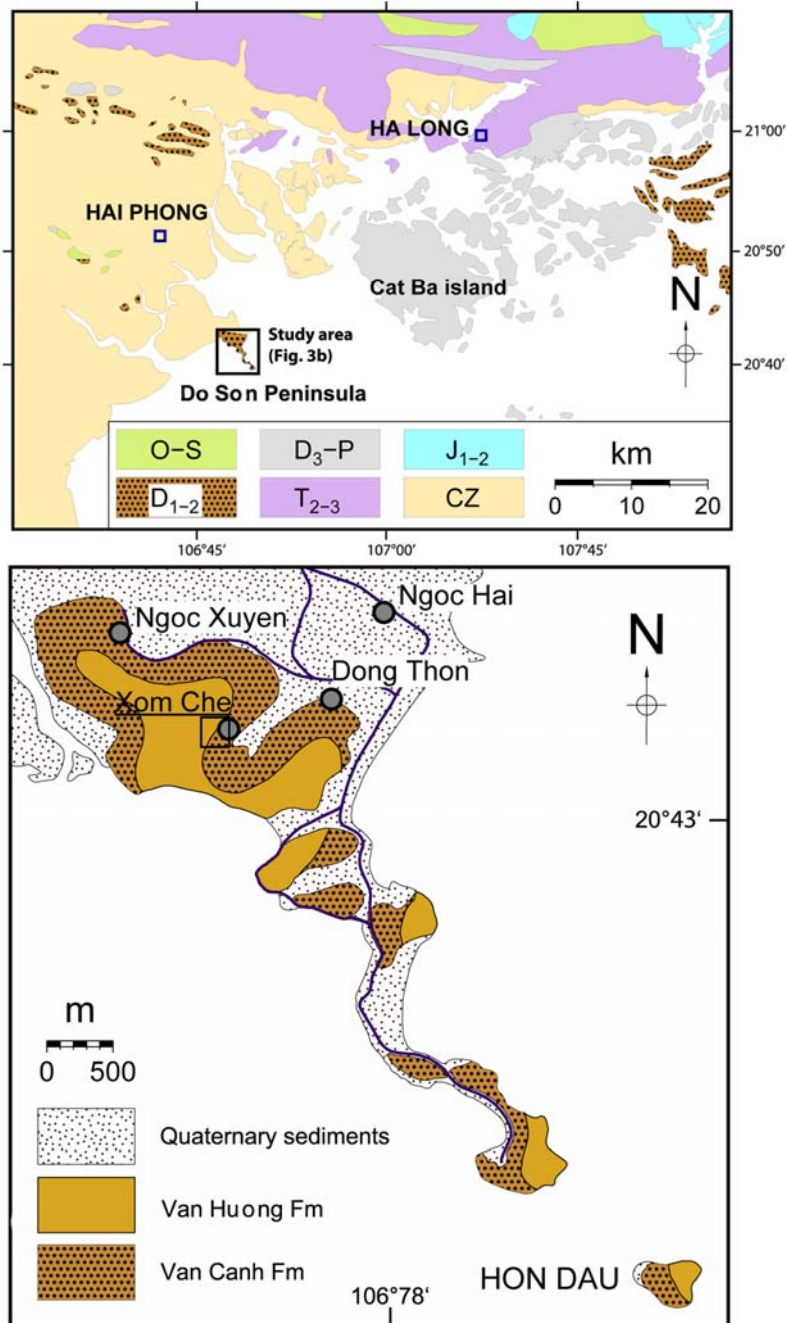 HA LONG
21°00′
HAI PHONG
20°50′
Cat Ba island
N
Study area
(Fig. 3b)
20°40′
Do Son Peninsula
O–S
D₃–P
J₁₋₂
km
D₁₋₂
T₂₋₃
CZ
0 10 20
106°45′
107°00′
107°45′
Ngoc Hai
Ngoc Xuyen
N
Dong Thon
Xom Che
20°43‘
m
0 500
Quaternary sediments
Van Huong Fm
Van Canh Fm
HON DAU
106°78‘